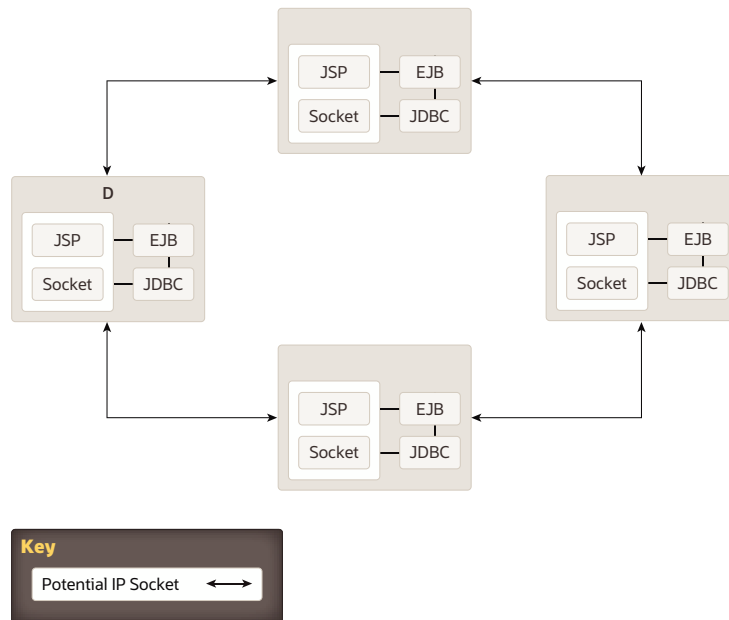 JSP EJB
Socket JDBC
D
JSP EJB
Socket JDBC
JSP EJB
Socket JDBC
JSP EJB
Socket JDBC
Key
Potential IP Socket